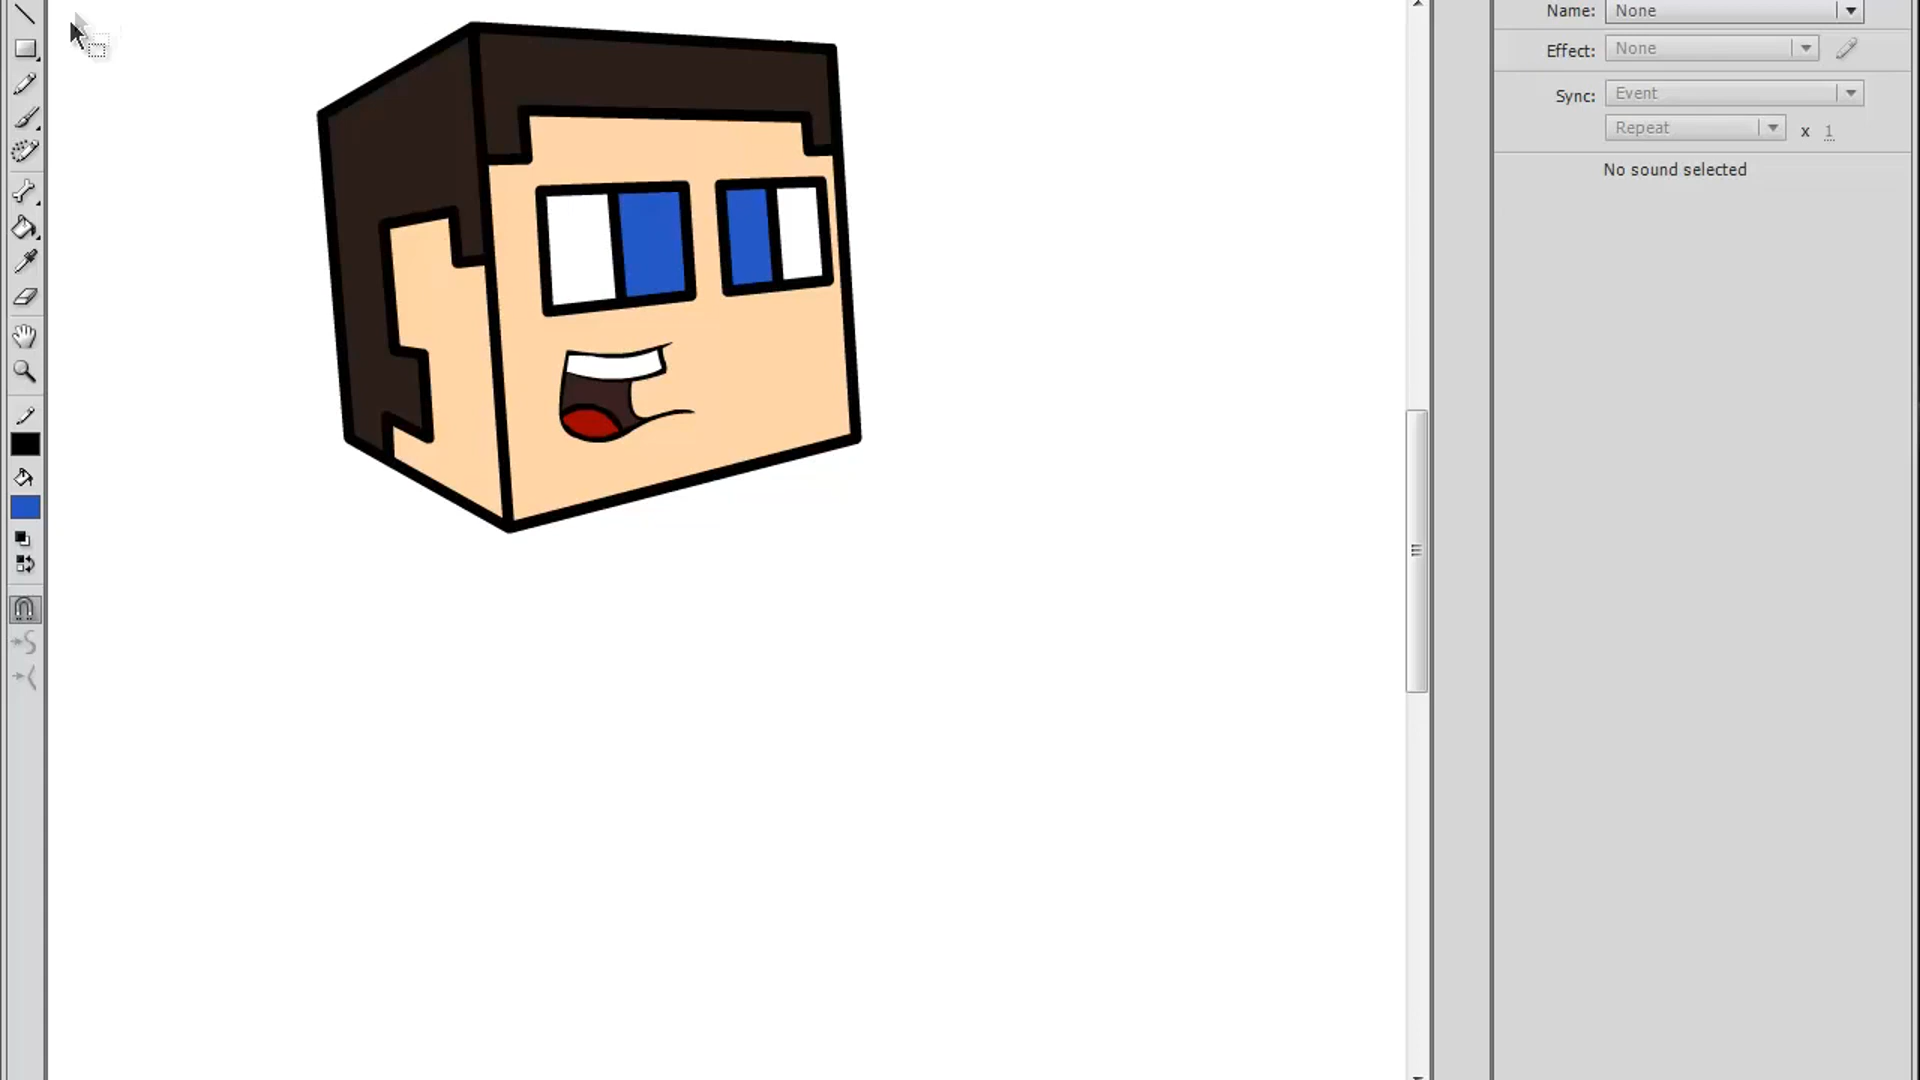 Name: None
Effect: None
Sync: Event
Repeat x 1
No sound selected